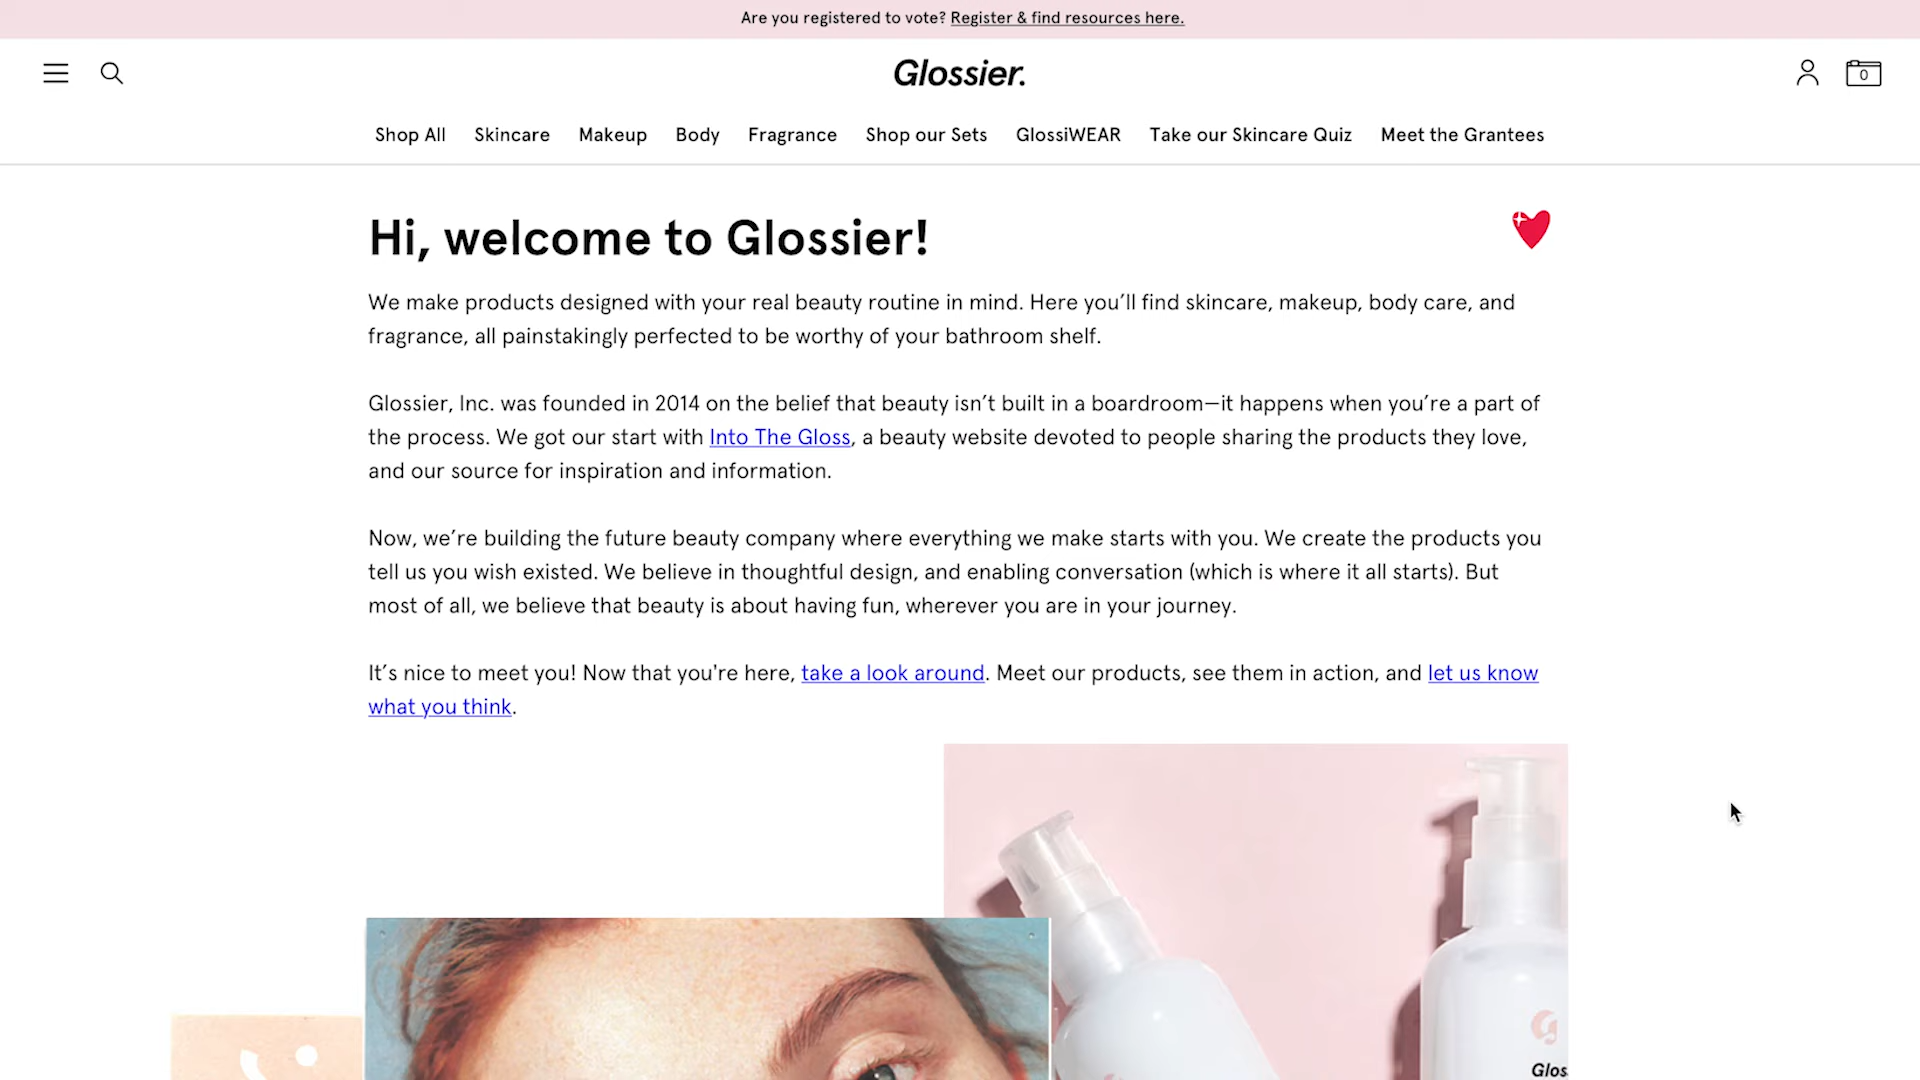 Are you registered to vote? Register & find resources here.
Glossier.
0
Shop All Skincare Makeup Body Fragrance Shop our Sets GlossiWEAR Take our Skincare Quiz Meet the Grantees
Hi, welcome to Glossier!
We make products designed with your real beauty routine in mind. Here you’ll find skincare, makeup, body care, and
fragrance, all painstakingly perfected to be worthy of your bathroom shelf.
Glossier, Inc. was founded in 2014 on the belief that beauty isn’t built in a boardroom—it happens when you’re a part of
the process. We got our start with Into The Gloss, a beauty website devoted to people sharing the products they love,
and our source for inspiration and information.
Now, we’re building the future beauty company where everything we make starts with you. We create the products you
tell us you wish existed. We believe in thoughtful design, and enabling conversation (which is where it all starts). But
most of all, we believe that beauty is about having fun, wherever you are in your journey.
It’s nice to meet you! Now that you're here, take a look around. Meet our products, see them in action, and let us know
what you think.
G
Glos